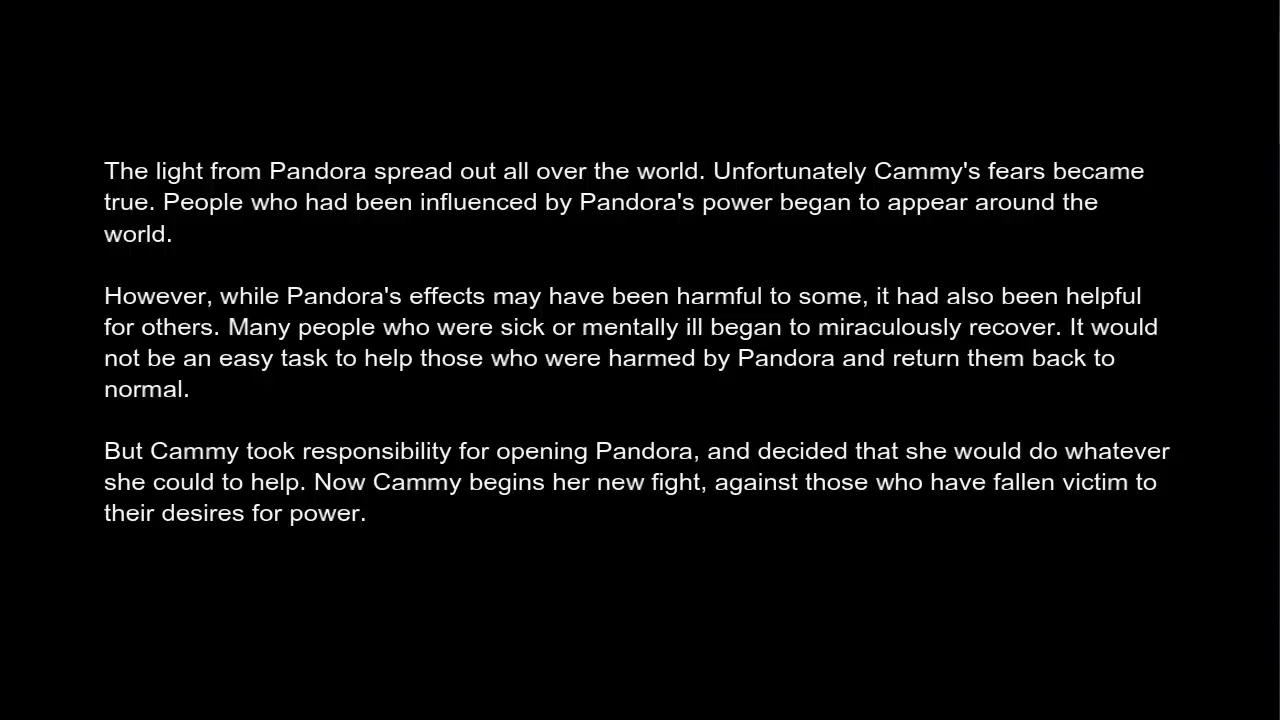 The light from Pandora spread out all over the world. Unfortunately Cammy's fears became
true. People who had been influenced by Pandora's power began to appear around the
world.
However, while Pandora's effects may have been harmful to some, it had also been helpful
for others. Many people who were sick or mentally ill began to miraculously recover. It would
not be an easy task to help those who were harmed by Pandora and return them back to
normal.
But Cammy took responsibility for opening Pandora, and decided that she would do whatever
she could to help. Now Cammy begins her new fight, against those who have fallen victim to
their desires for power.